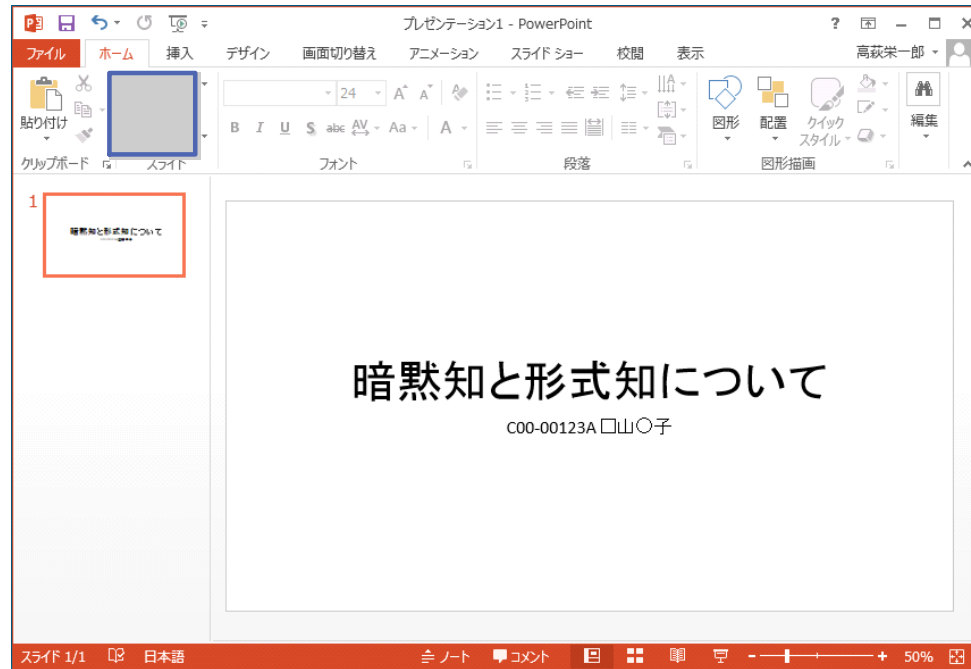 プレゼンテーション1 - PowerPoint ?
ファイル ホーム 挿入 デザイン 画面切り替え アニメーション スライド ショー 校閲 表示 高萩栄一郎
24 A A
貼り付け B I U S abc AV Aa A 図形 配置 クイック スタイル 編集
クリップボード スライド フォント 段落 図形描画
1
暗黙知と形式知について
暗黙知と形式知について
C00-00123A □山○子
スライド 1/1 日本語 ノート コメント 50%